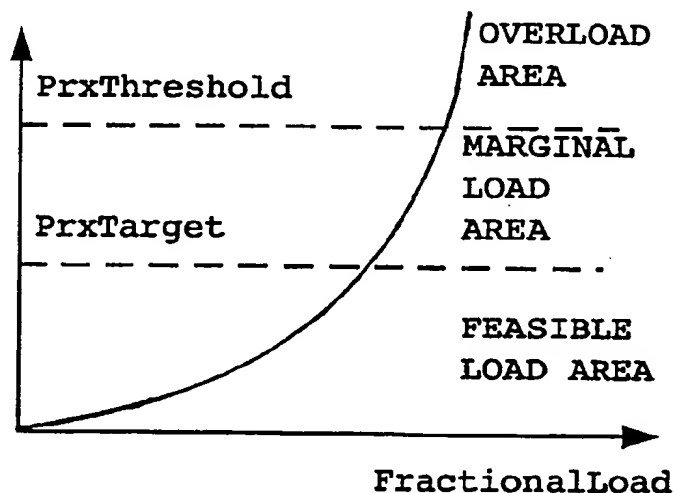 OVERLOAD
AREA
PrxThreshold
MARGINAL
LOAD
AREA
PrxTarget
FEASIBLE
LOAD AREA
FractionalLoad